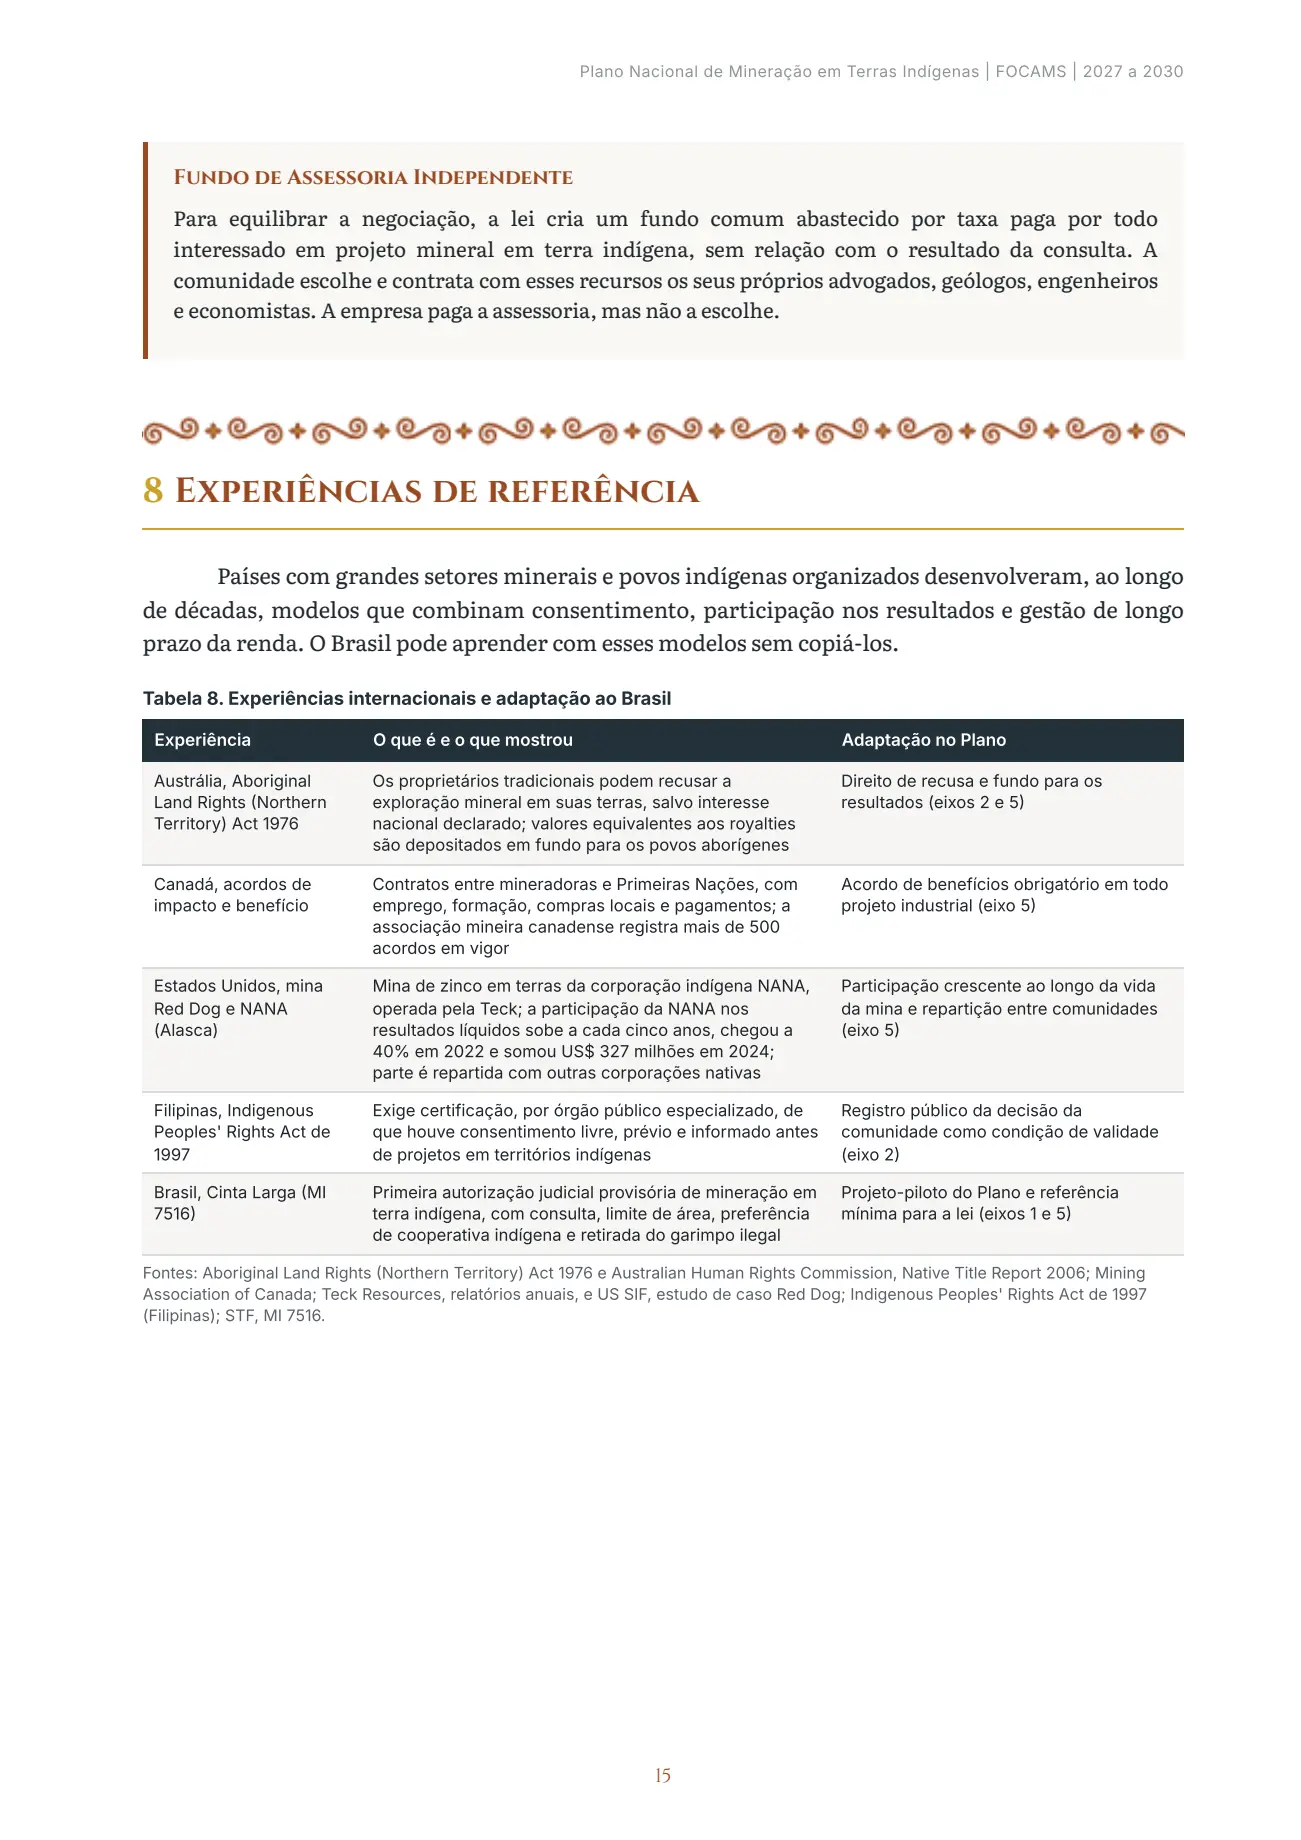 Plano Nacional de Mineração em Terras Indígenas | FOCAMS | 2027 a 2030
Fundo de Assessoria Independente
Para equilibrar a negociação, a lei cria um fundo comum abastecido por taxa paga por todo
interessado em projeto mineral em terra indígena, sem relação com o resultado da consulta. A
comunidade escolhe e contrata com esses recursos os seus próprios advogados, geólogos, engenheiros
e economistas. A empresa paga a assessoria, mas não a escolhe.
8 Experiências de referência
Países com grandes setores minerais e povos indígenas organizados desenvolveram, ao longo
de décadas, modelos que combinam consentimento, participação nos resultados e gestão de longo
prazo da renda. O Brasil pode aprender com esses modelos sem copiá-los.
Tabela 8. Experiências internacionais e adaptação ao Brasil
Experiência
O que é e o que mostrou
Adaptação no Plano
Austrália, Aboriginal
Land Rights (Northern
Territory) Act 1976
Os proprietários tradicionais podem recusar a
exploração mineral em suas terras, salvo interesse
nacional declarado; valores equivalentes aos royalties
são depositados em fundo para os povos aborígenes
Direito de recusa e fundo para os
resultados (eixos 2 e 5)
Canadá, acordos de
impacto e benefício
Contratos entre mineradoras e Primeiras Nações, com
emprego, formação, compras locais e pagamentos; a
associação mineira canadense registra mais de 500
acordos em vigor
Acordo de benefícios obrigatório em todo
projeto industrial (eixo 5)
Estados Unidos, mina
Red Dog e NANA
(Alasca)
Mina de zinco em terras da corporação indígena NANA,
operada pela Teck; a participação da NANA nos
resultados líquidos sobe a cada cinco anos, chegou a
40% em 2022 e somou US$ 327 milhões em 2024;
parte é repartida com outras corporações nativas
Participação crescente ao longo da vida
da mina e repartição entre comunidades
(eixo 5)
Filipinas, Indigenous
Peoples' Rights Act de
1997
Exige certificação, por órgão público especializado, de
que houve consentimento livre, prévio e informado antes
de projetos em territórios indígenas
Registro público da decisão da
comunidade como condição de validade
(eixo 2)
Brasil, Cinta Larga (MI
7516)
Primeira autorização judicial provisória de mineração em
terra indígena, com consulta, limite de área, preferência
de cooperativa indígena e retirada do garimpo ilegal
Projeto-piloto do Plano e referência
mínima para a lei (eixos 1 e 5)
Fontes: Aboriginal Land Rights (Northern Territory) Act 1976 e Australian Human Rights Commission, Native Title Report 2006; Mining
Association of Canada; Teck Resources, relatórios anuais, e US SIF, estudo de caso Red Dog; Indigenous Peoples' Rights Act de 1997
(Filipinas); STF, MI 7516.
15